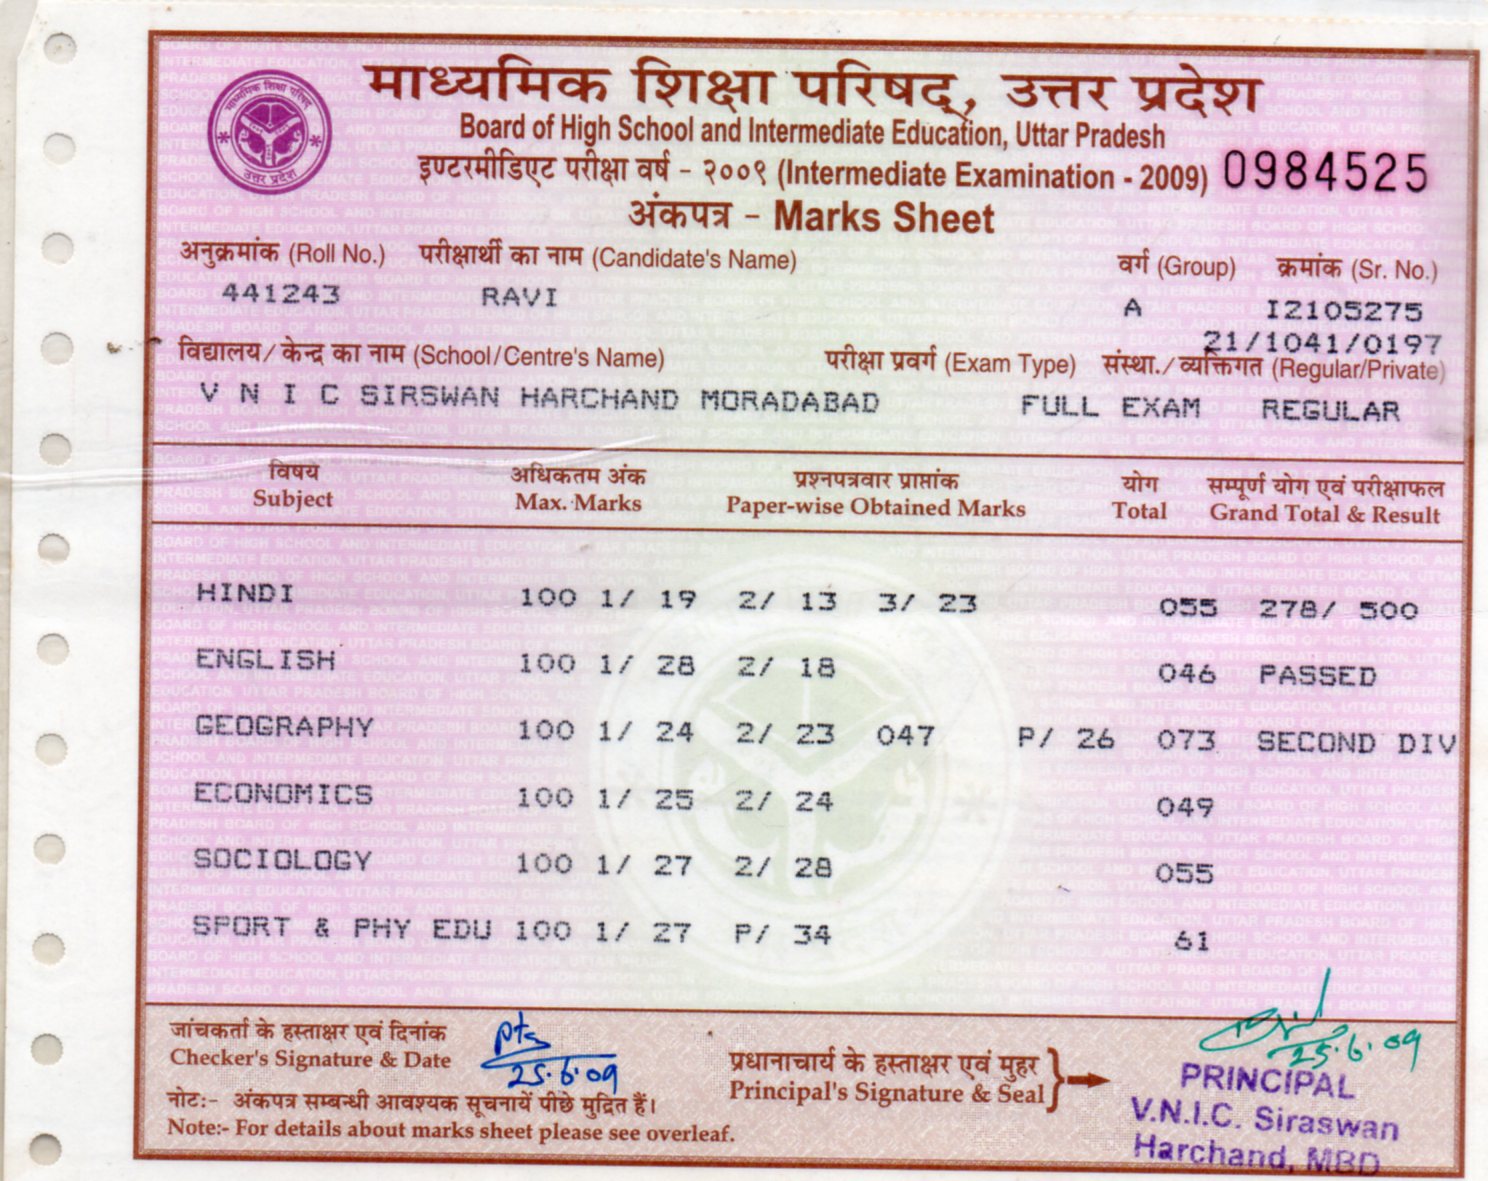 माध्यमिक शिक्षा परिषद्, उत्तर प्रदेश
Board of High School and Intermediate Education, Uttar Pradesh
इण्टरमीडिएट परीक्षा वर्ष - २००९ (Intermediate Examination - 2009) 0984525
अंकपत्र - Marks Sheet
माध्यमिक शिक्षा परिषद्
उत्तर प्रदेश
अनुक्रमांक (Roll No.) परीक्षार्थी का नाम (Candidate's Name) वर्ग (Group) क्रमांक (Sr. No.)
441243 RAVI A I2105275
21/1041/0197
विद्यालय/ केन्द्र का नाम (School/Centre's Name) परीक्षा प्रवर्ग (Exam Type) संस्था./ व्यक्तिगत (Regular/Private)
V N I C SIRSWAN HARCHAND MORADABAD FULL EXAM REGULAR
विषय अधिकतम अंक प्रश्नपत्रवार प्राप्तांक योग सम्पूर्ण योग एवं परीक्षाफल
Subject Max. Marks Paper-wise Obtained Marks Total Grand Total & Result
HINDI 100 1/ 19 2/ 13 3/ 23 055 278/ 500
ENGLISH 100 1/ 28 2/ 18 046 PASSED
GEOGRAPHY 100 1/ 24 2/ 23 047 P/ 26 073 SECOND DIV
ECONOMICS 100 1/ 25 2/ 24 049
SOCIOLOGY 100 1/ 27 2/ 28 055
SPORT & PHY EDU 100 1/ 27 P/ 34 61
जांचकर्ता के हस्ताक्षर एवं दिनांक
Checker's Signature & Date
25.6.09
प्रधानाचार्य के हस्ताक्षर एवं मुहर
Principal's Signature & Seal
25.6.09
PRINCIPAL
V.N.I.C. Siraswan
Harchand, MBD
नोट:- अंकपत्र सम्बन्धी आवश्यक सूचनायें पीछे मुद्रित हैं।
Note:- For details about marks sheet please see overleaf.